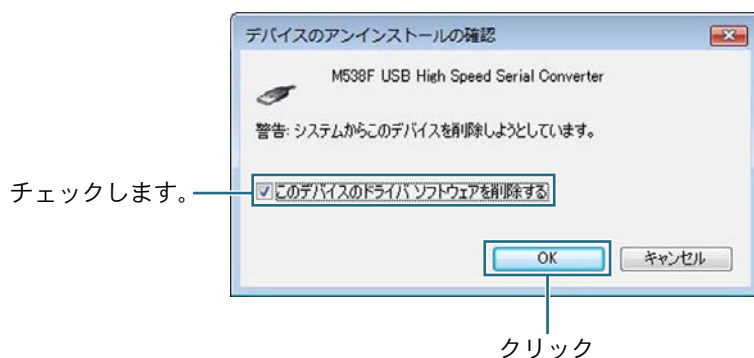 デバイスのアンインストールの確認
M538F USB High Speed Serial Converter
警告: システムからこのデバイスを削除しようとしています。
チェックします。
このデバイスのドライバ ソフトウェアを削除する
OK
キャンセル
クリック